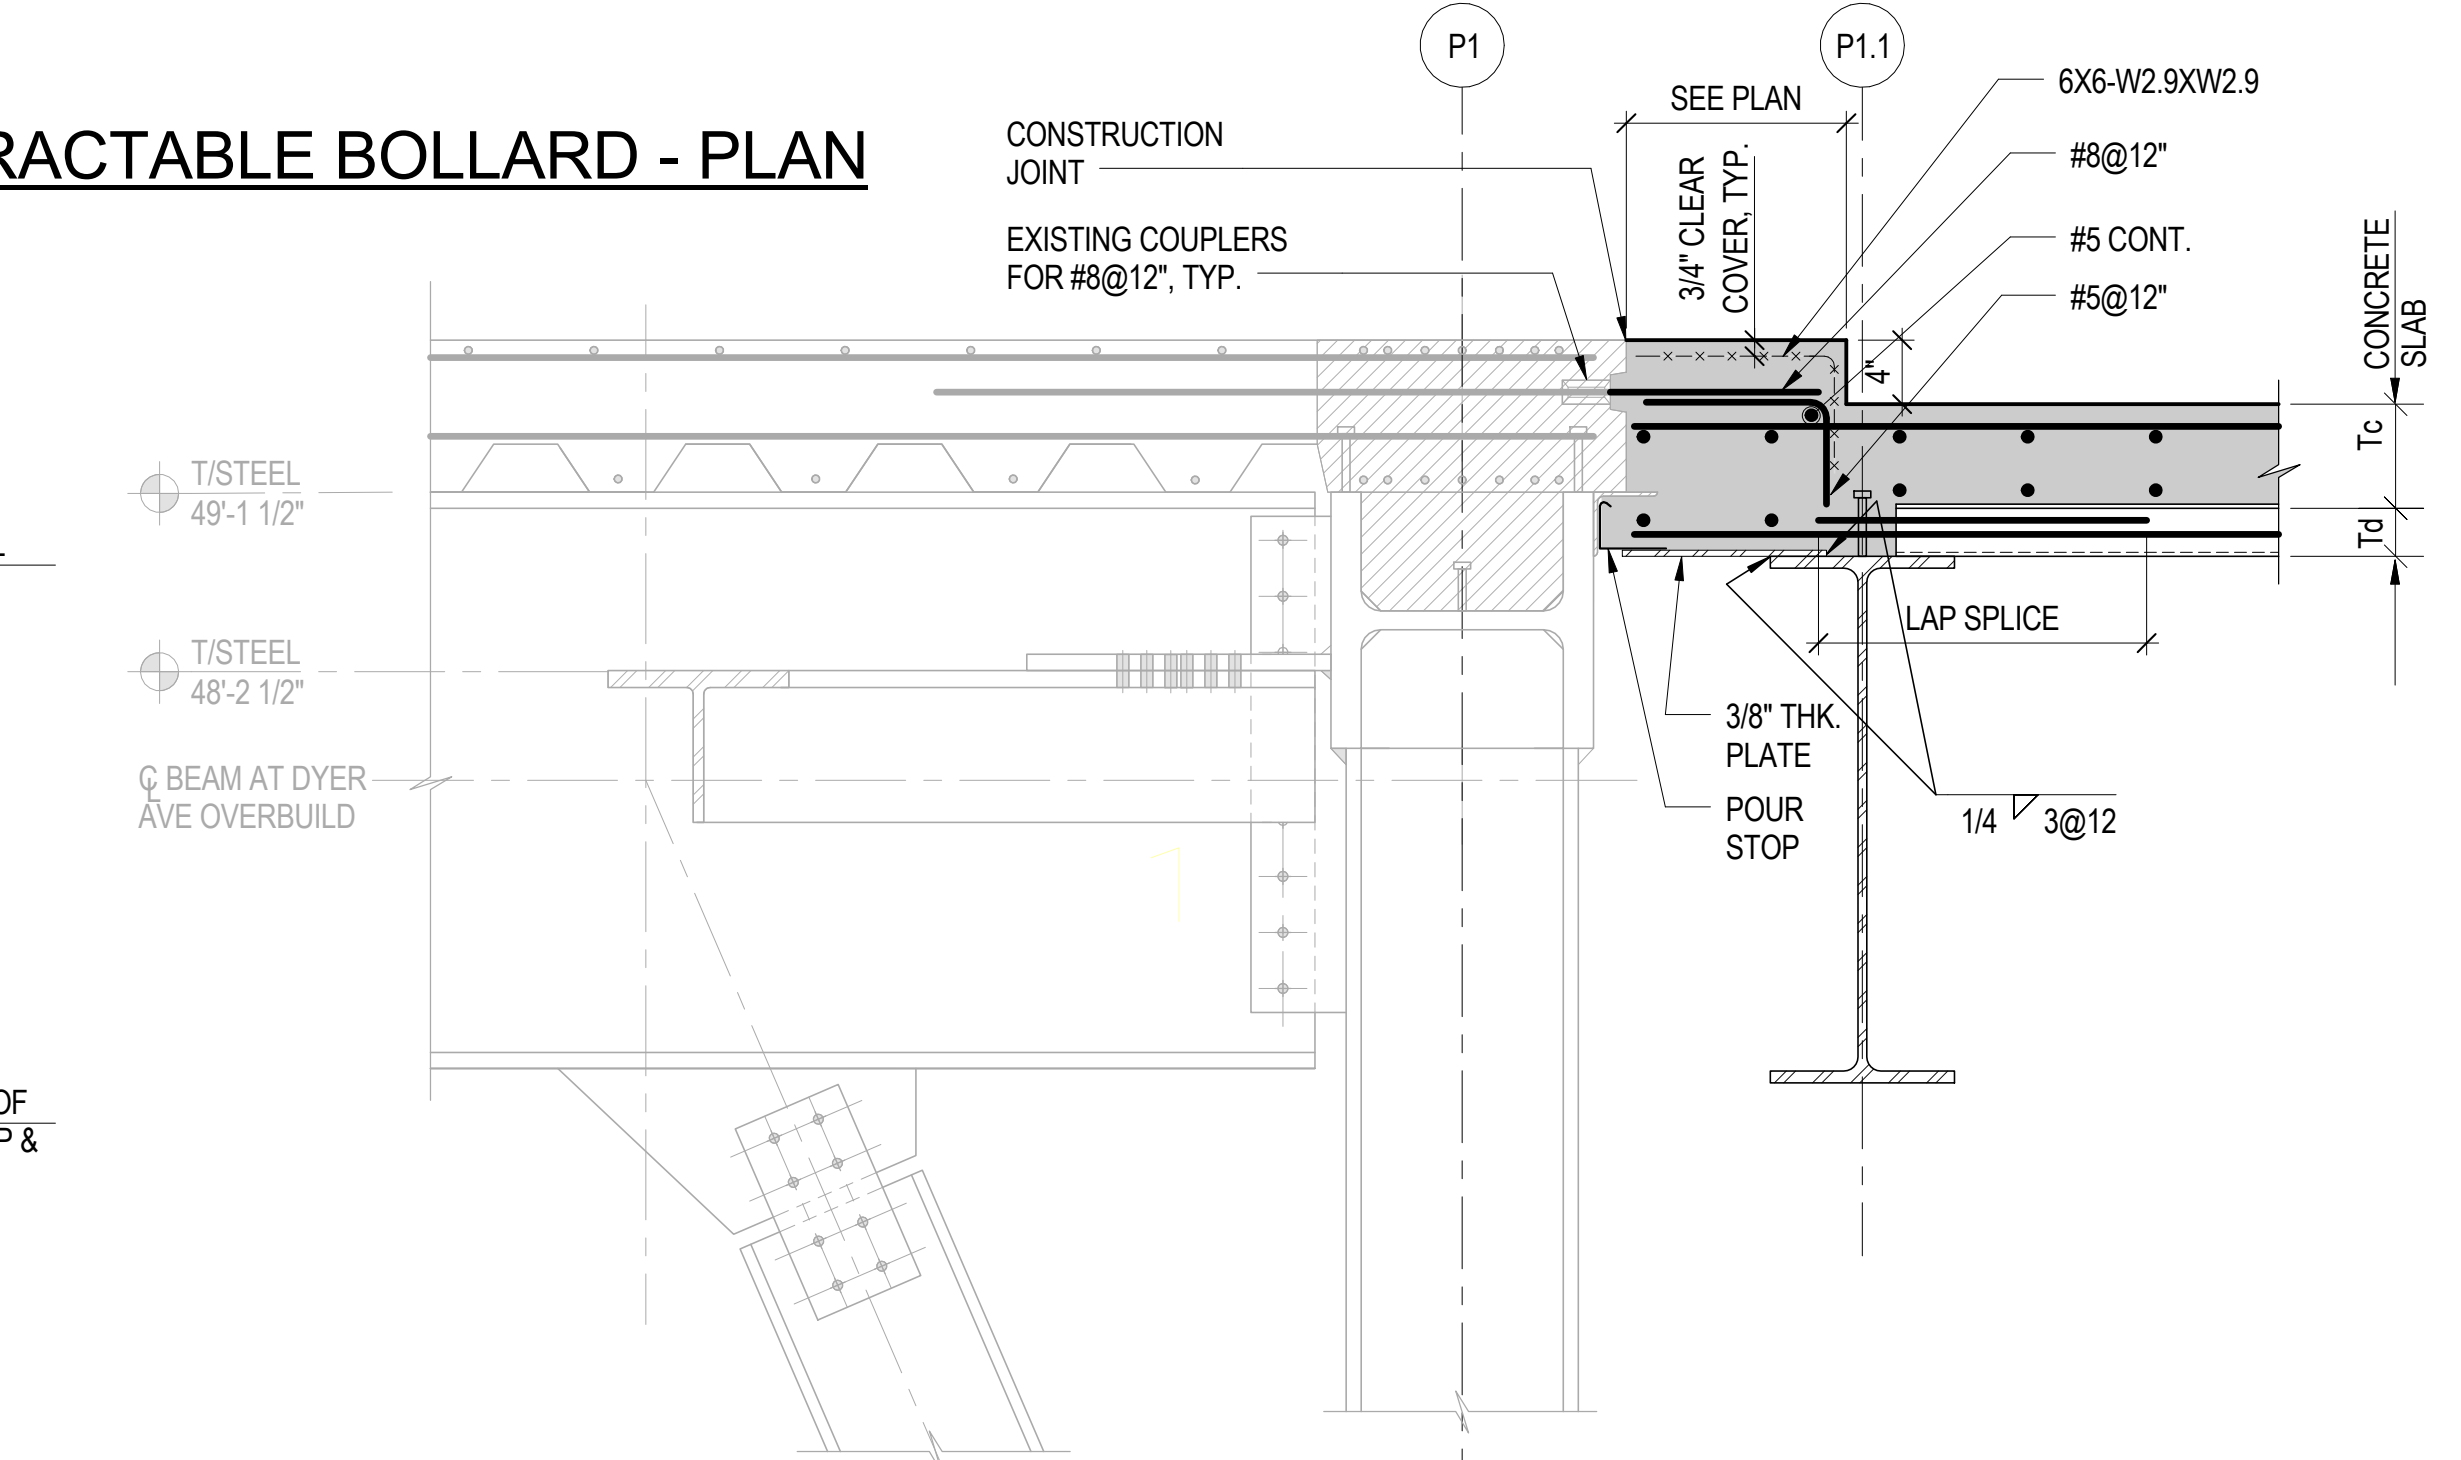 P1
P1.1
RACTABLE BOLLARD - PLAN
CONSTRUCTION
JOINT
EXISTING COUPLERS
FOR #8@12", TYP.
SEE PLAN
3/4" CLEAR
COVER, TYP.
6X6-W2.9XW2.9
#8@12"
#5 CONT.
#5@12"
4"
CONCRETE
SLAB
Tc
Td
T/STEEL
49'-1 1/2"
T/STEEL
48'-2 1/2"
℄ BEAM AT DYER
AVE OVERBUILD
LAP SPLICE
3/8" THK.
PLATE
POUR
STOP
1/4 3@12
OF
P &